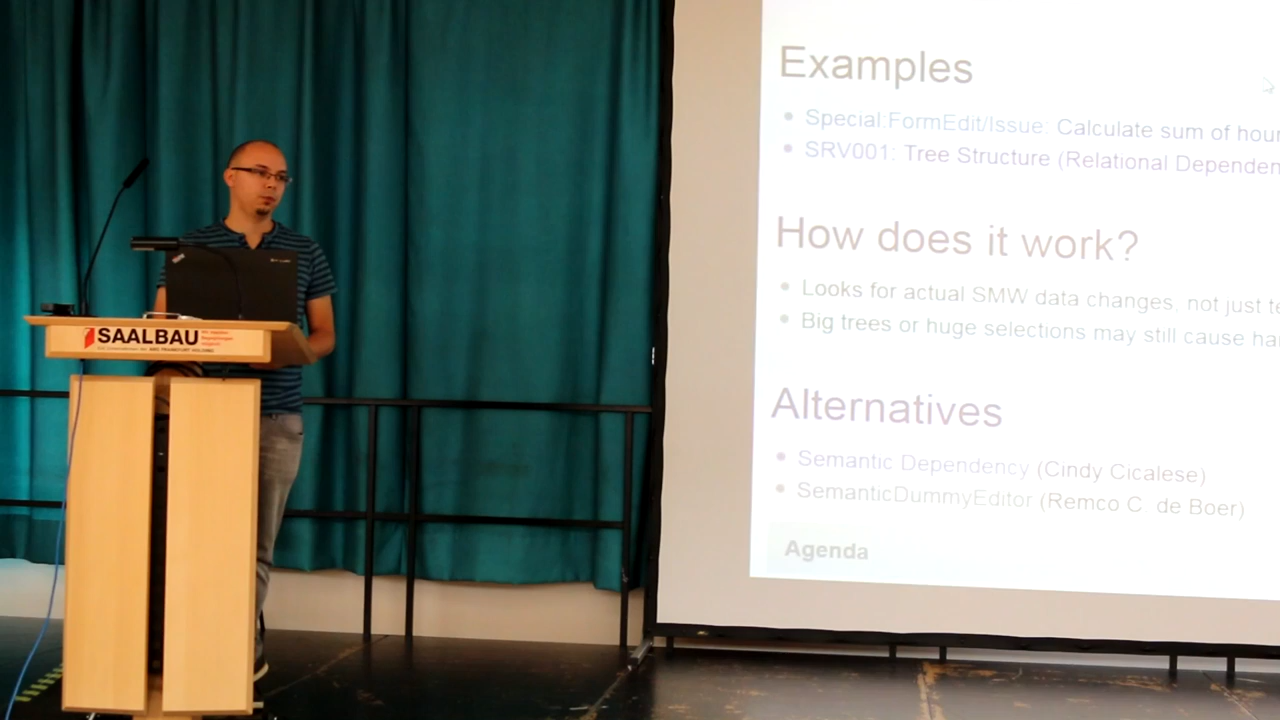 SAALBAU
Examples
Special:FormEdit/Issue: Calculate sum of hour
SRV001: Tree Structure (Relational Dependen
How does it work?
Looks for actual SMW data changes, not just te
Big trees or huge selections may still cause ha
Alternatives
Semantic Dependency (Cindy Cicalese)
SemanticDummyEditor (Remco C. de Boer)
Agenda